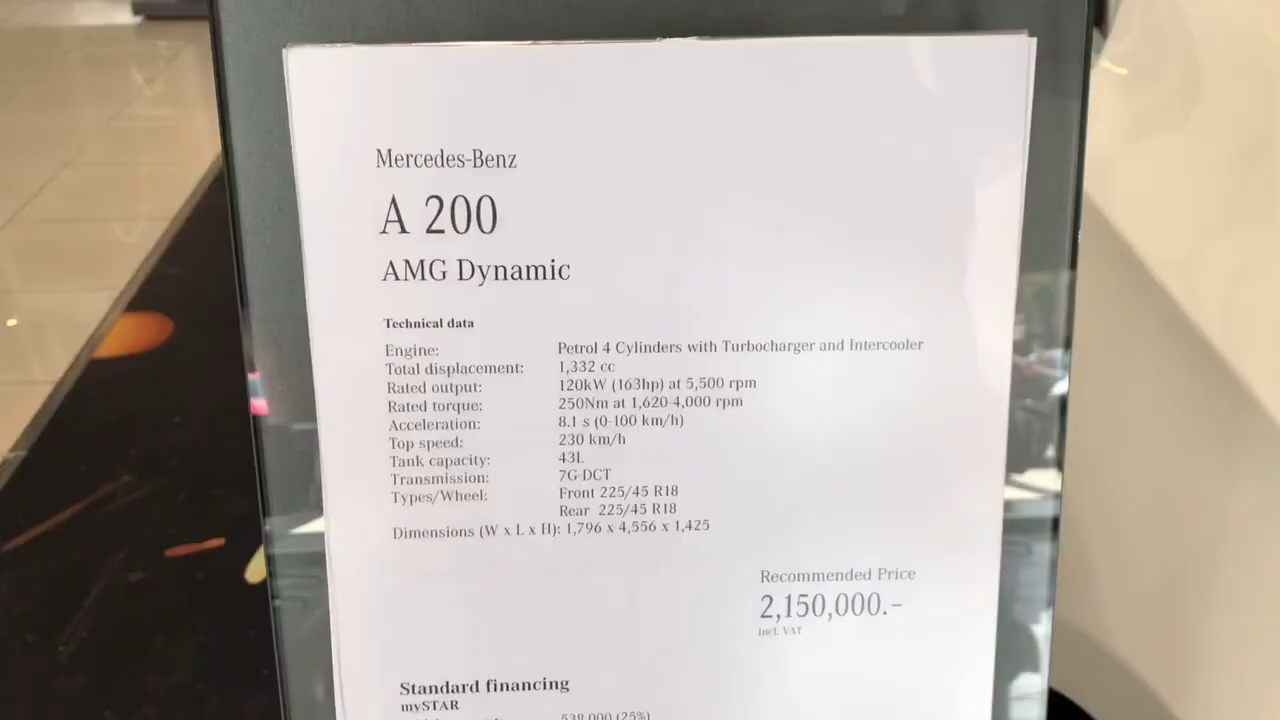 Mercedes-Benz
A 200
AMG Dynamic
Technical data
Engine: Petrol 4 Cylinders with Turbocharger and Intercooler
Total displacement: 1,332 cc
Rated output: 120kW (163hp) at 5,500 rpm
Rated torque: 250Nm at 1,620-4,000 rpm
Acceleration: 8.1 s (0-100 km/h)
Top speed: 230 km/h
Tank capacity: 43L
Transmission: 7G-DCT
Types/Wheel: Front 225/45 R18
Rear 225/45 R18
Dimensions (W x L x H): 1,796 x 4,556 x 1,425
Recommended Price
2,150,000.-
incl. VAT
Standard financing
mySTAR
538,000 (25%)